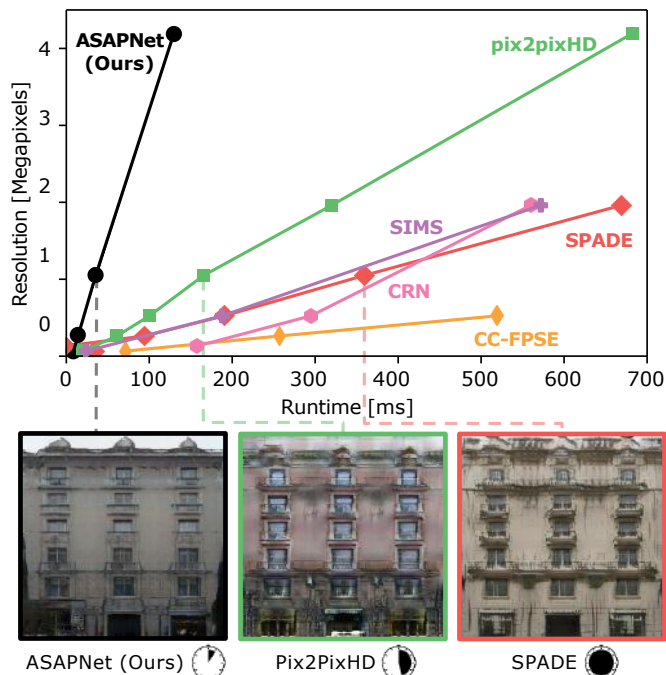 4
3
2
1
0
Resolution [Megapixels]
ASAPNet
(Ours)
pix2pixHD
SIMS
SPADE
CRN
CC-FPSE
0 100 200 300 400 500 600 700
Runtime [ms]
ASAPNet (Ours) Pix2PixHD SPADE